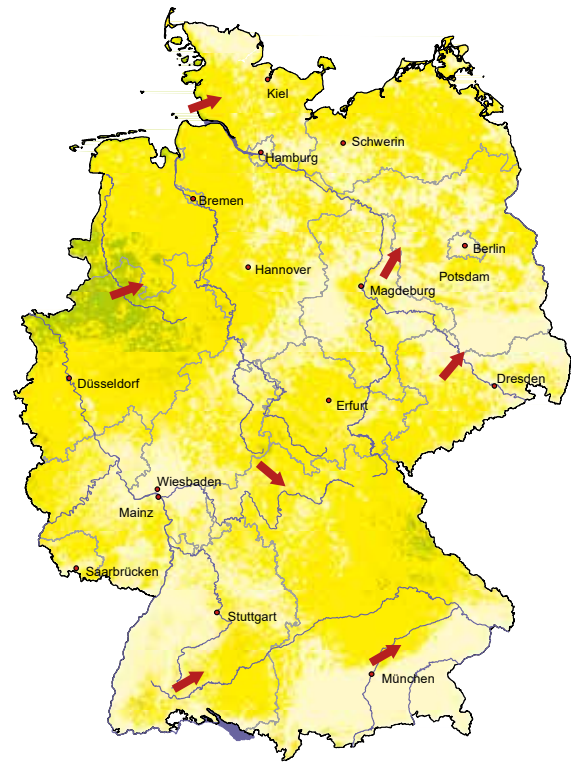 Kiel
Schwerin
Hamburg
Bremen
Berlin
Hannover
Potsdam
Magdeburg
Düsseldorf
Dresden
Erfurt
Wiesbaden
Mainz
Saarbrücken
Stuttgart
München